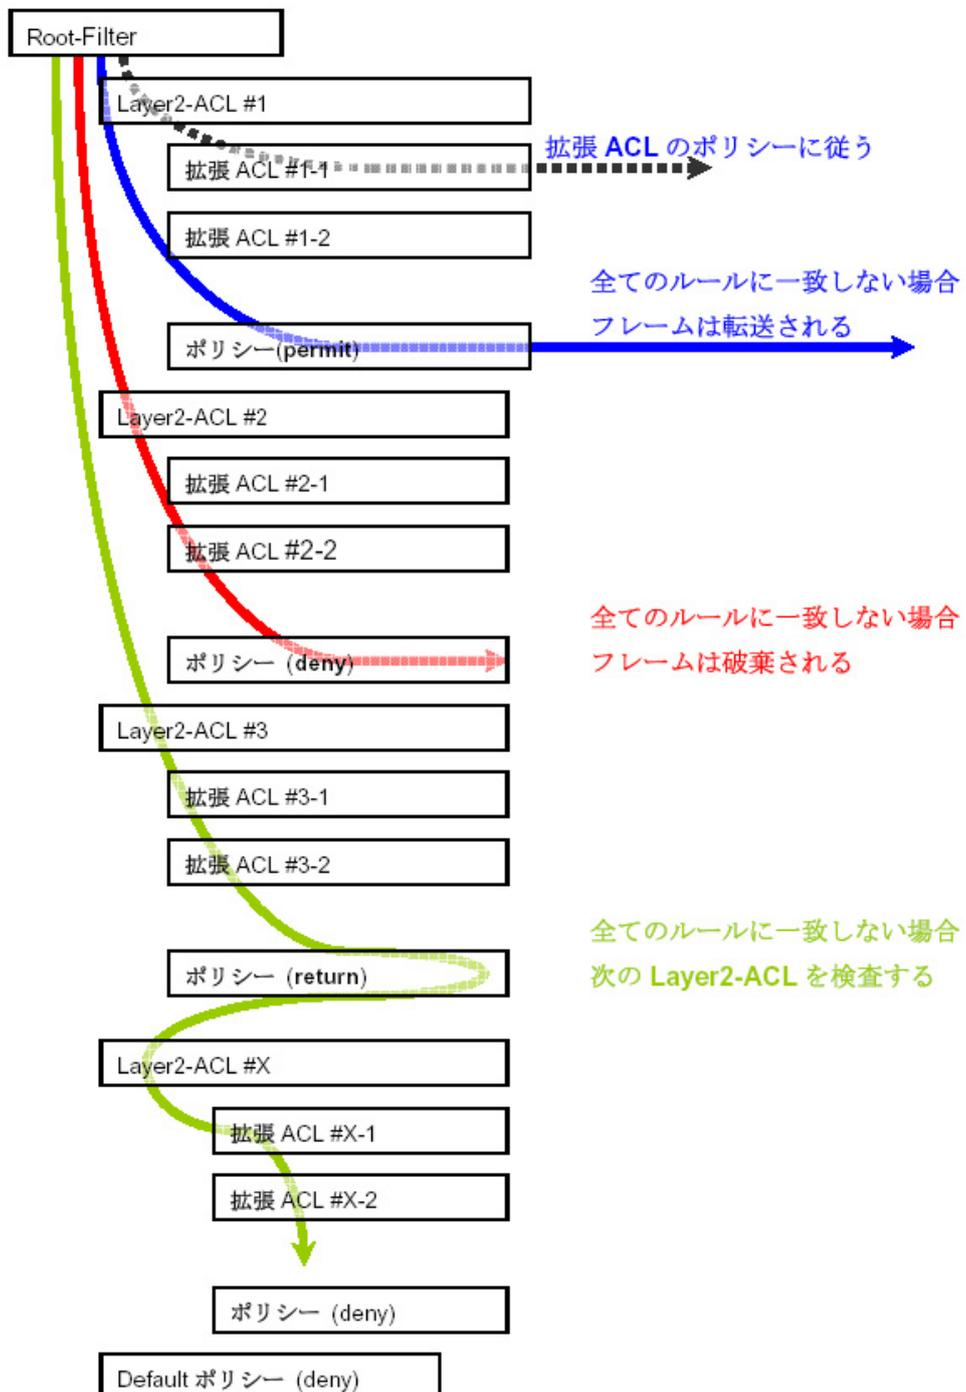 Root-Filter
Layer2-ACL #1
拡張 ACL #1-1
拡張 ACL のポリシーに従う
拡張 ACL #1-2
全てのルールに一致しない場合
フレームは転送される
ポリシー(permit)
Layer2-ACL #2
拡張 ACL #2-1
拡張 ACL #2-2
全てのルールに一致しない場合
フレームは破棄される
ポリシー (deny)
Layer2-ACL #3
拡張 ACL #3-1
拡張 ACL #3-2
全てのルールに一致しない場合
次の Layer2-ACL を検査する
ポリシー (return)
Layer2-ACL #X
拡張 ACL #X-1
拡張 ACL #X-2
ポリシー (deny)
Default ポリシー (deny)